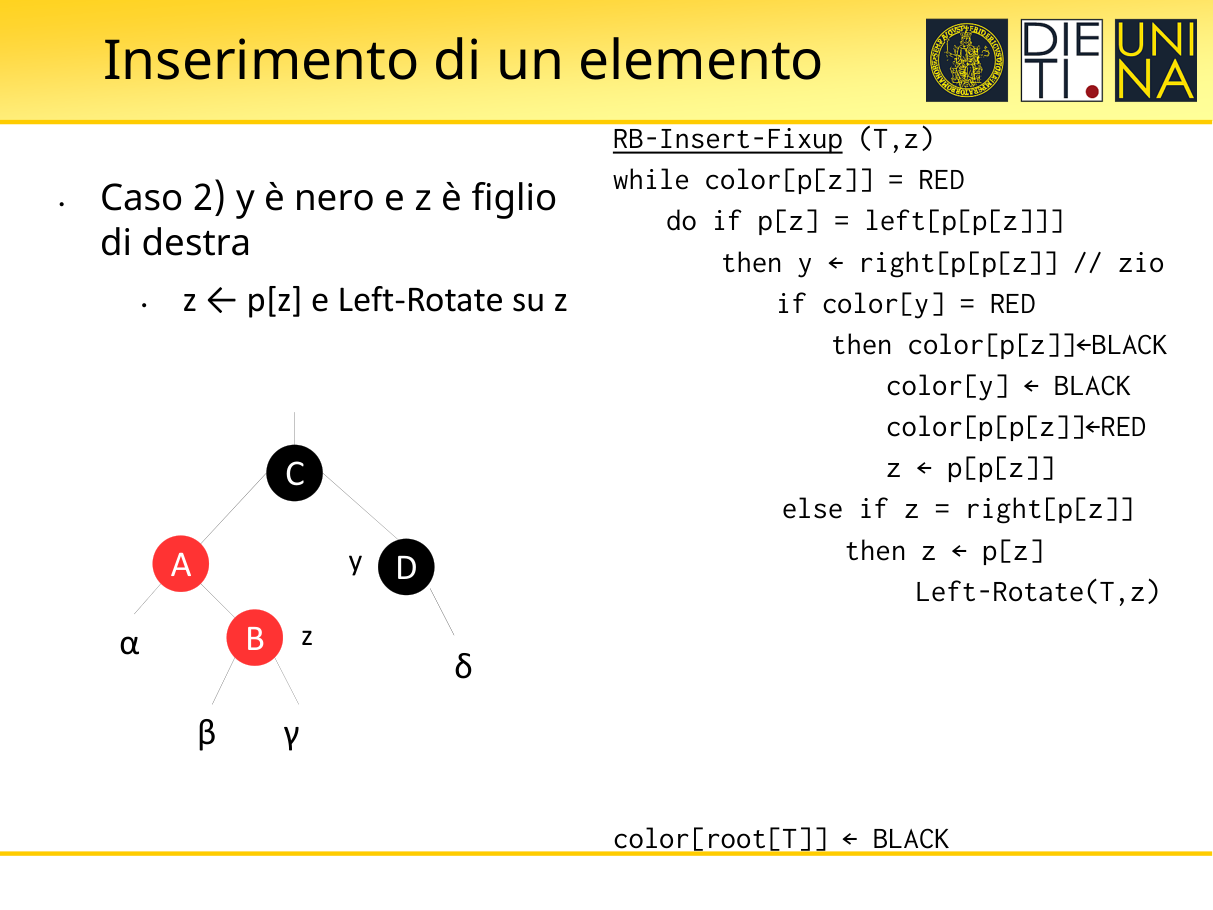 Inserimento di un elemento
DIE
TI.
UNI
NA
• Caso 2) y è nero e z è figlio
di destra
• z ← p[z] e Left-Rotate su z
C
A
y
D
B
z
α
δ
β
γ
RB-Insert-Fixup (T,z)
while color[p[z]] = RED
do if p[z] = left[p[p[z]]]
then y ← right[p[p[z]] // zio
if color[y] = RED
then color[p[z]]←BLACK
color[y] ← BLACK
color[p[p[z]]←RED
z ← p[p[z]]
else if z = right[p[z]]
then z ← p[z]
Left-Rotate(T,z)
color[root[T]] ← BLACK